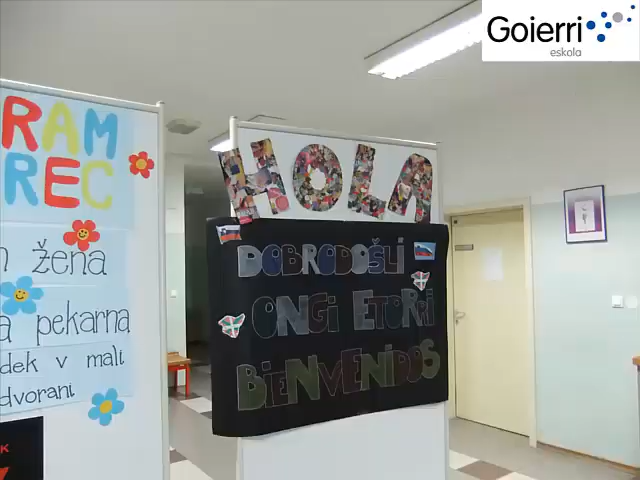 Goierri
eskola
RAM
REC
žena
a pekarna
dek v mali
dvorani
K
HOLA
DOBRODOŠLI
ONGI ETORRI
BIENVENIDOS